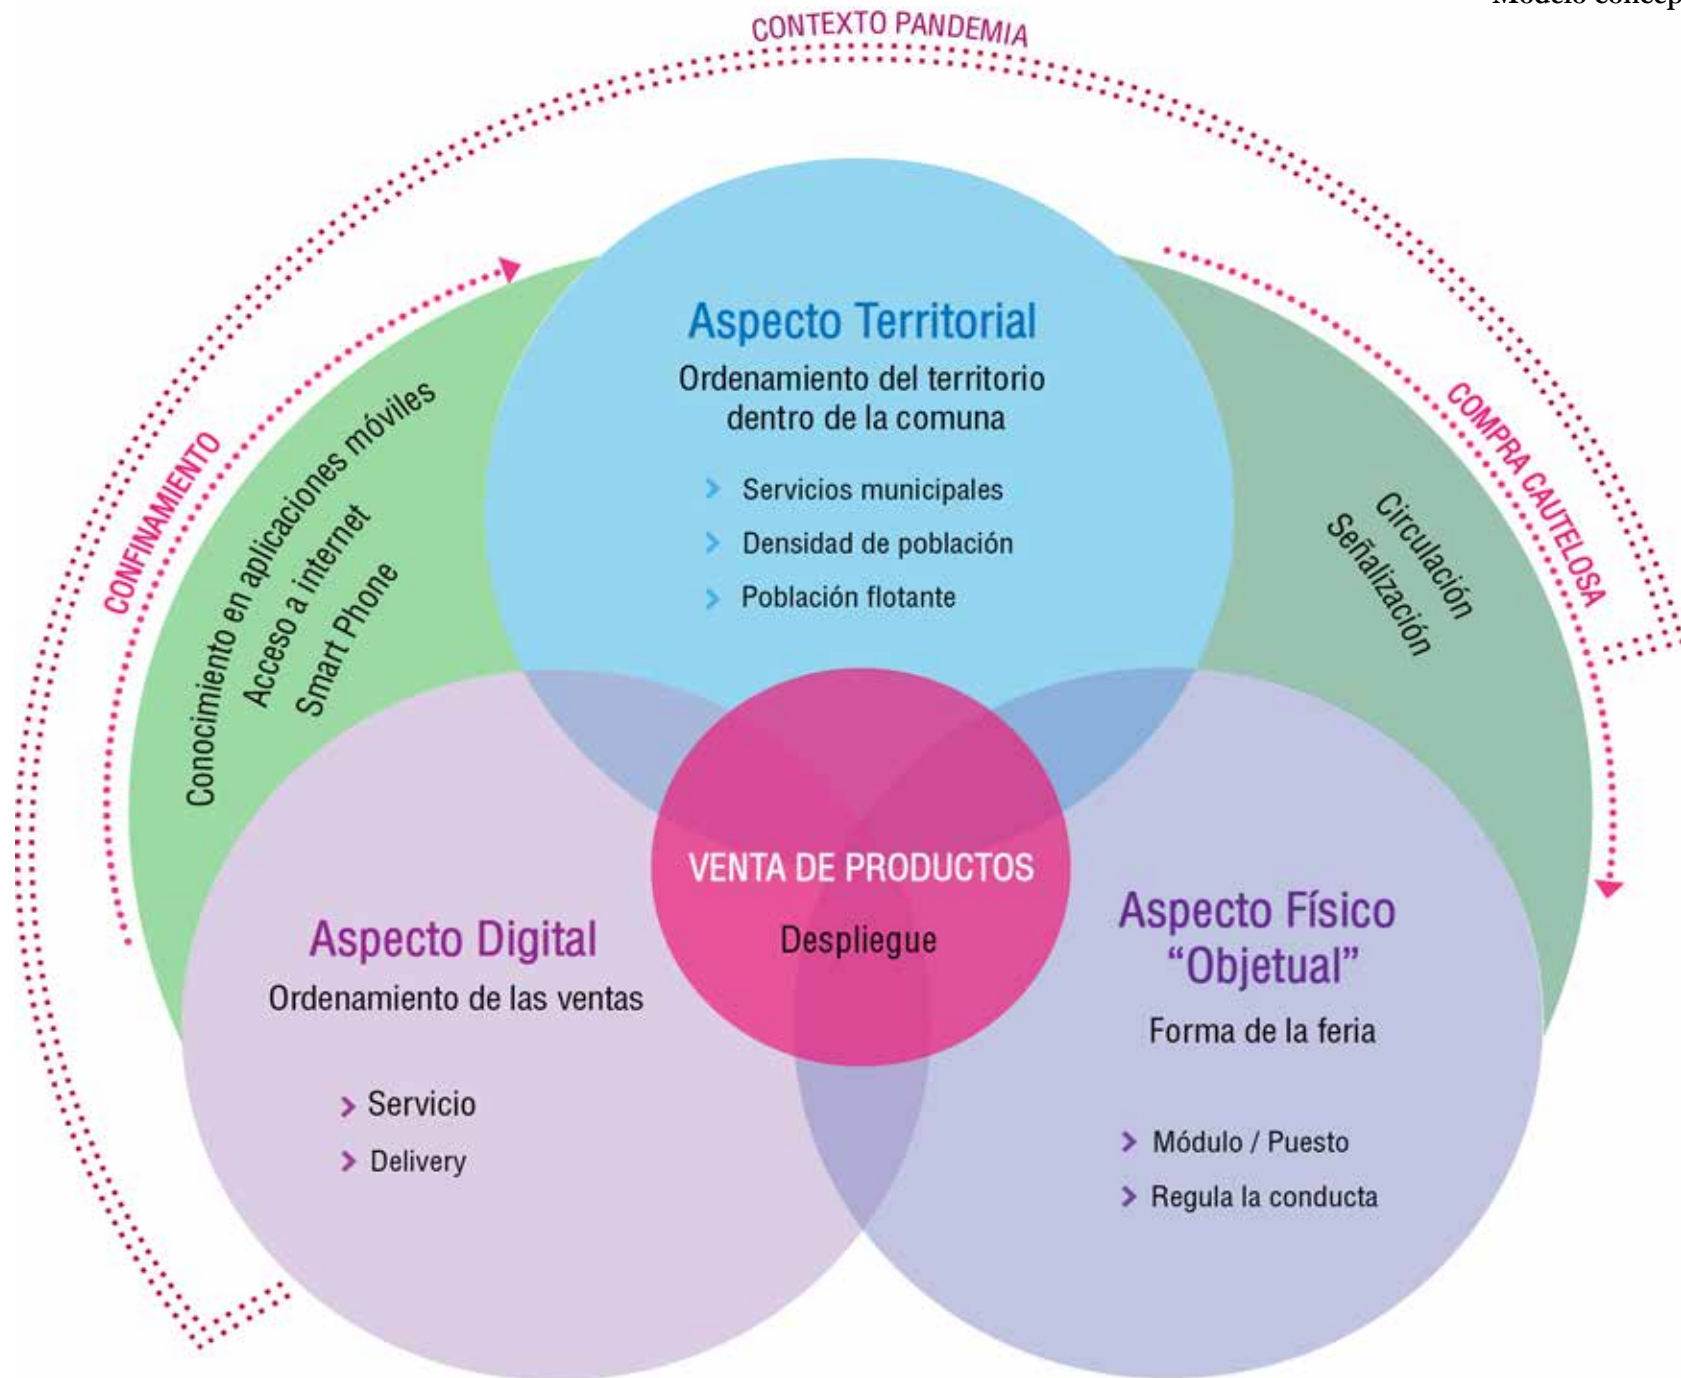 Modelo concep
CONTEXTO PANDEMIA
CONFINAMIENTO
Conocimiento en aplicaciones móviles
Acceso a internet
Smart Phone
Aspecto Territorial
Ordenamiento del territorio
dentro de la comuna
> Servicios municipales
> Densidad de población
> Población flotante
COMPRA CAUTELOSA
Circulación
Señalización
VENTA DE PRODUCTOS
Despliegue
Aspecto Digital
Ordenamiento de las ventas
> Servicio
> Delivery
Aspecto Físico
“Objetual”
Forma de la feria
> Módulo / Puesto
> Regula la conducta